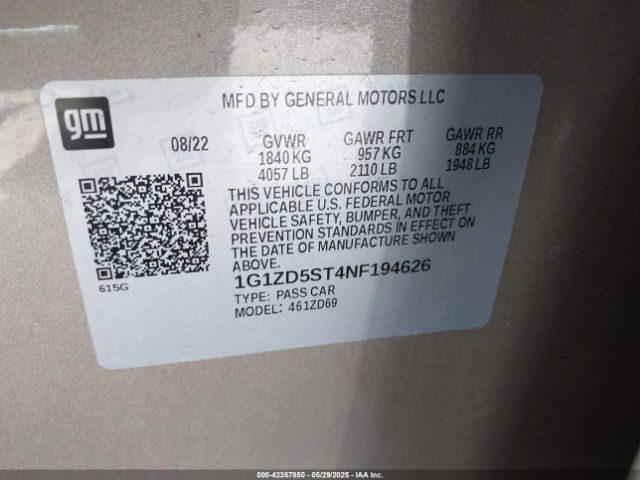 gm
MFD BY GENERAL MOTORS LLC
08/22 GVWR GAWR FRT GAWR RR
1840 KG 957 KG 884 KG
4057 LB 2110 LB 1948 LB
THIS VEHICLE CONFORMS TO ALL
APPLICABLE U.S. FEDERAL MOTOR
VEHICLE SAFETY, BUMPER, AND THEFT
PREVENTION STANDARDS IN EFFECT ON
THE DATE OF MANUFACTURE SHOWN
ABOVE.
615G
1G1ZD5ST4NF194626
TYPE: PASS CAR
MODEL: 461ZD69
000-42357850 - 05/29/2025 - IAA Inc.